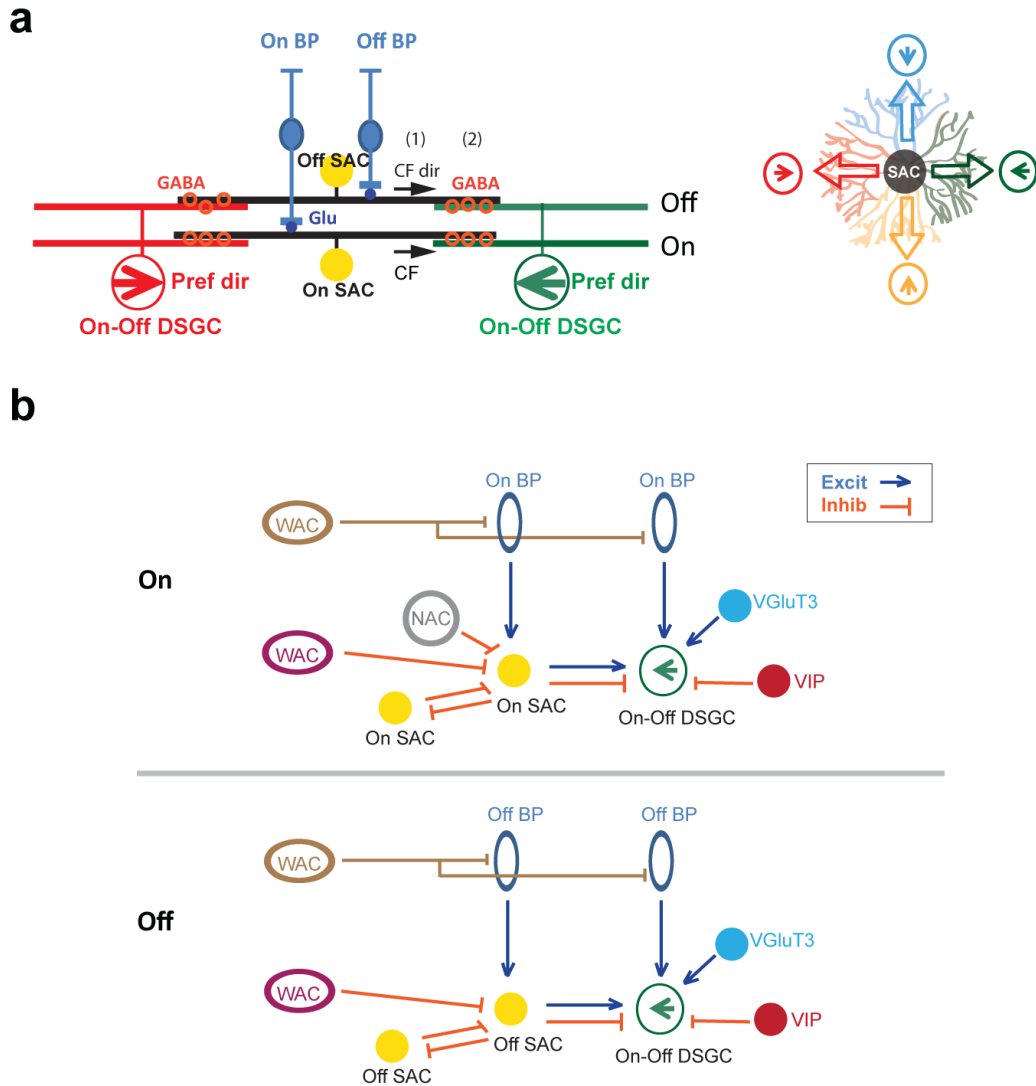 a
On BP
Off BP
(1)
(2)
Off SAC
CF dir
GABA
GABA
Glu
Off
On
CF
On SAC
Pref dir
Pref dir
On-Off DSGC
On-Off DSGC
SAC
b
Excit
Inhib
On BP
On BP
WAC
On
NAC
VGluT3
WAC
VIP
On SAC
On-Off DSGC
On SAC
Off BP
Off BP
WAC
Off
VGluT3
WAC
VIP
Off SAC
On-Off DSGC
Off SAC